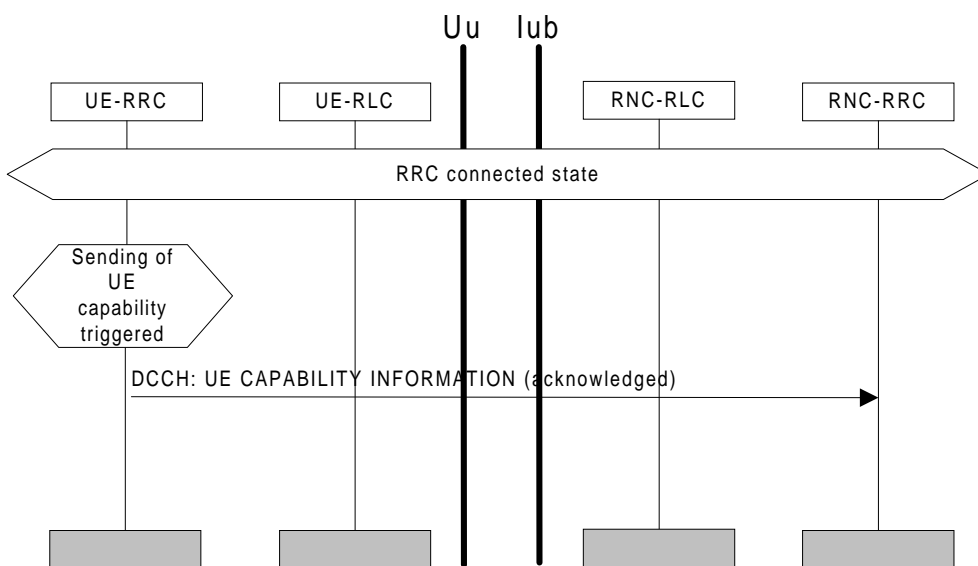 Uu Iub
UE-RRC UE-RLC RNC-RLC RNC-RRC
RRC connected state
Sending of
UE
capability
triggered
DCCH: UE CAPABILITY INFORMATION (acknowledged)